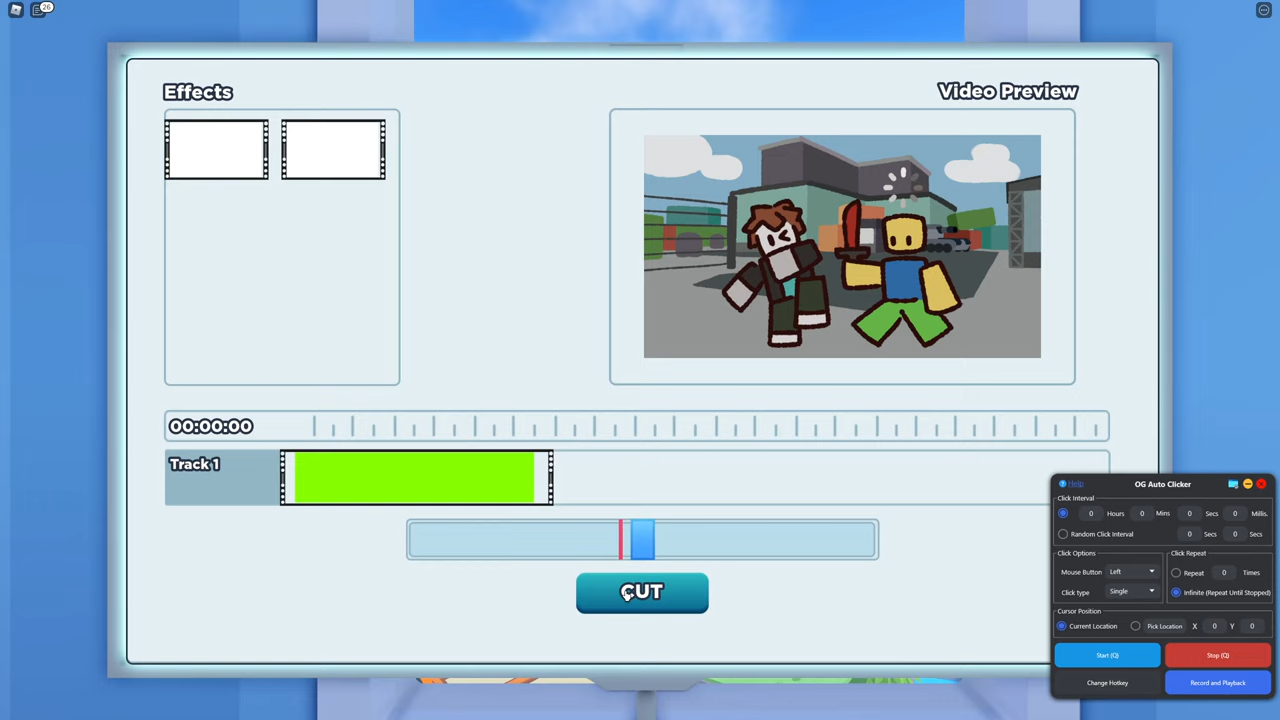 26
Effects
Video Preview
00:00:00
Track 1
CUT
Help
OG Auto Clicker
Click Interval
0 Hours 0 Mins 0 Secs 0 Millis.
Random Click Interval 0 Secs 0 Secs
Click Options
Click Repeat
Mouse Button Left
Repeat 0 Times
Click type Single
Infinite (Repeat Until Stopped)
Cursor Position
Current Location Pick Location X 0 Y 0
Start (Q) Stop (Q)
Change Hotkey Record and Playback